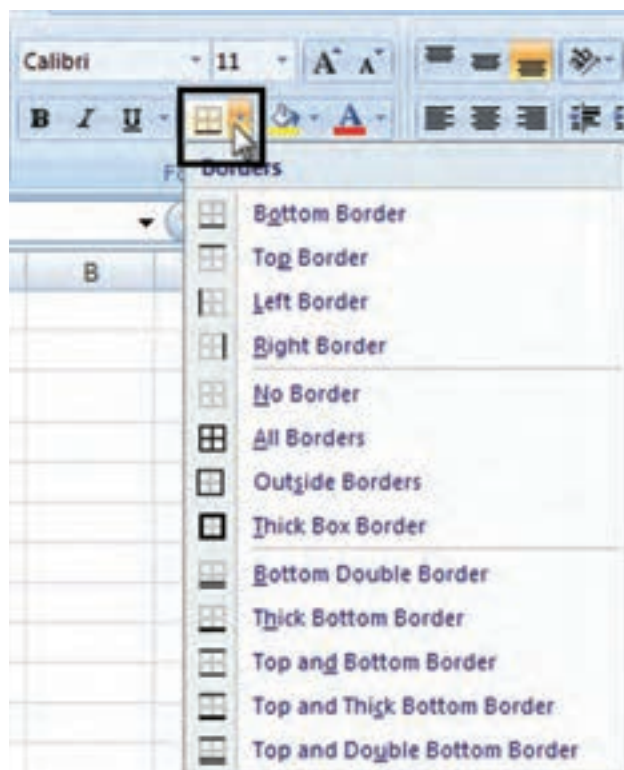 Calibri 11 A A
B I U A
Borders
B
Bottom Border
Top Border
Left Border
Right Border
No Border
All Borders
Outside Borders
Thick Box Border
Bottom Double Border
Thick Bottom Border
Top and Bottom Border
Top and Thick Bottom Border
Top and Double Bottom Border